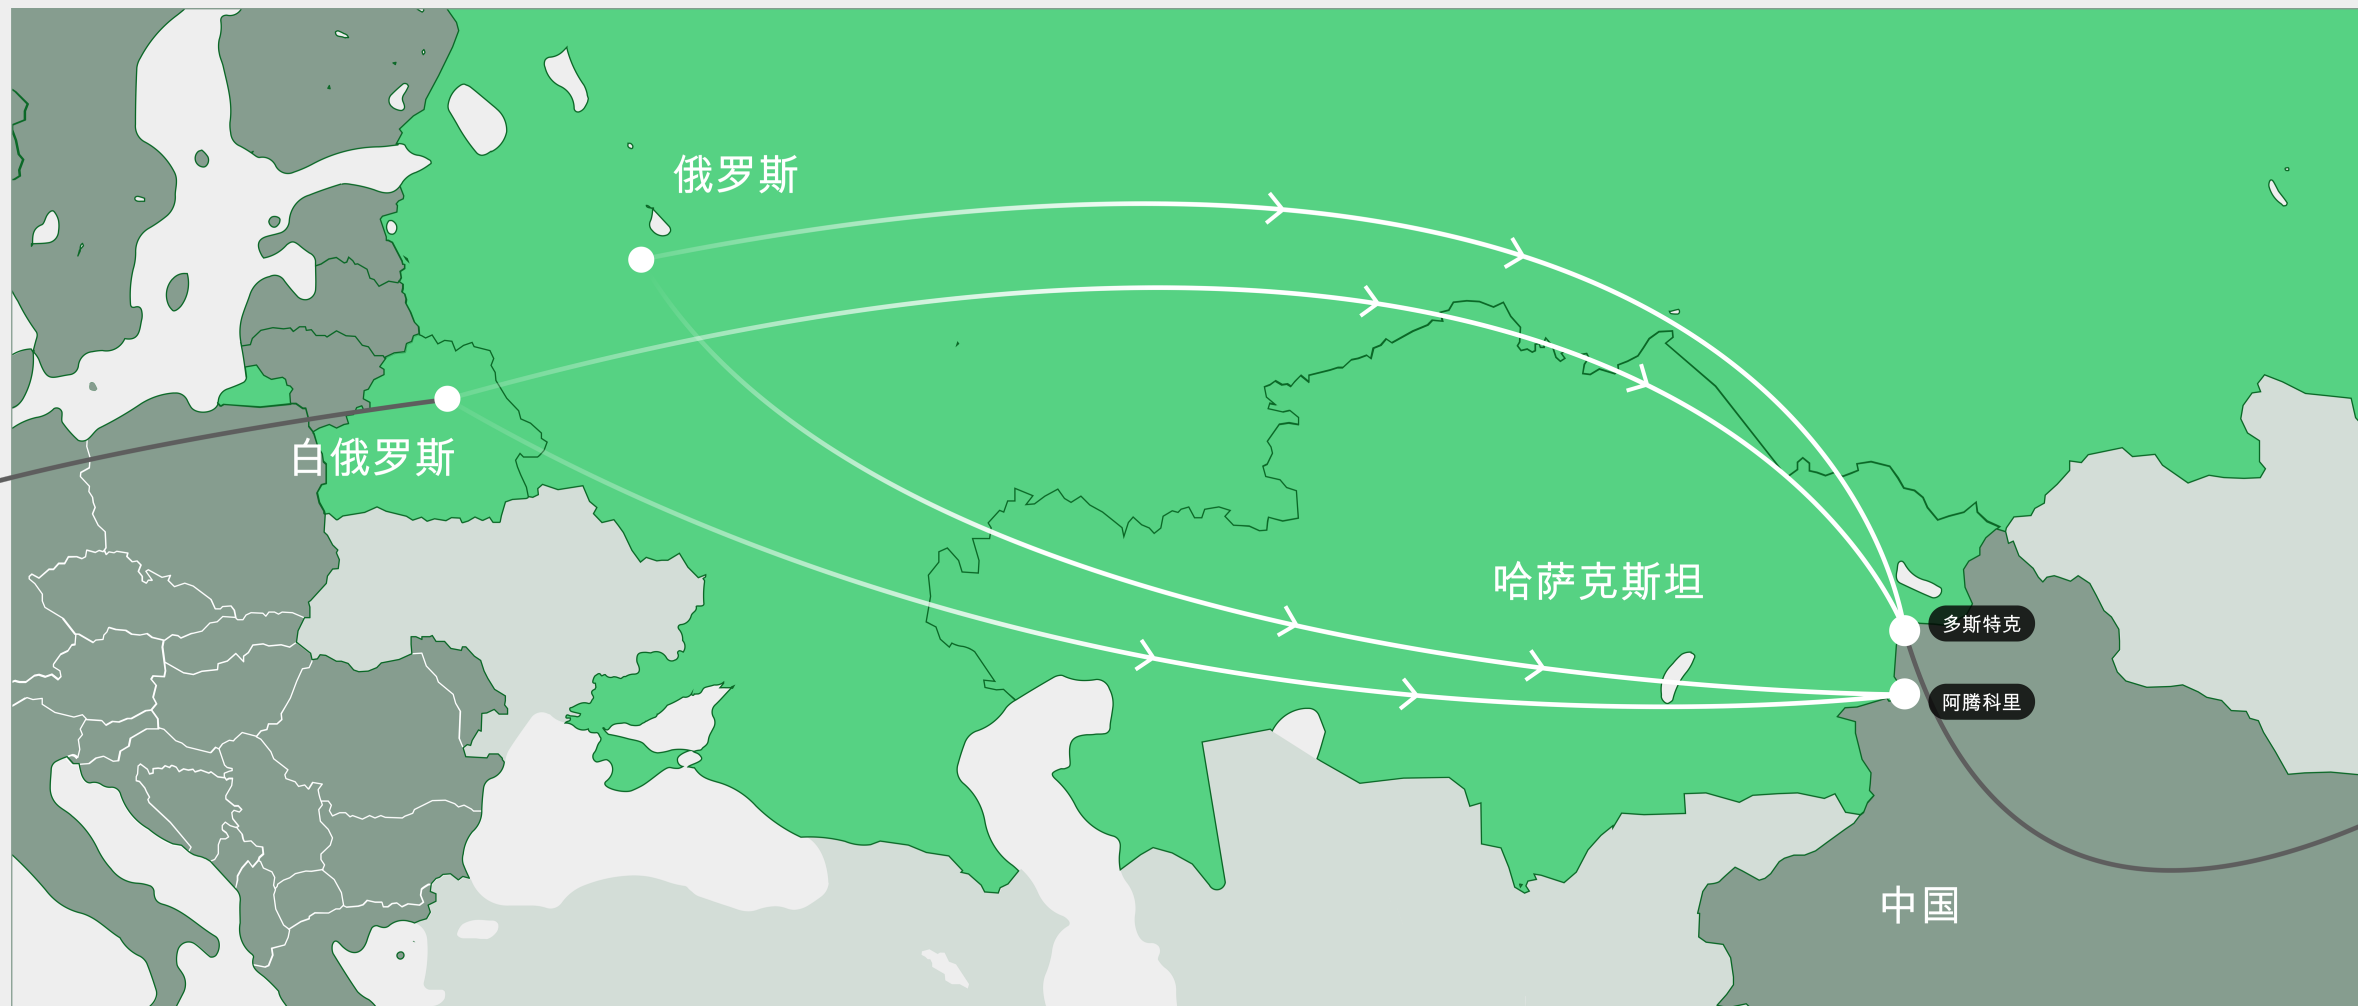 俄罗斯
白俄罗斯
哈萨克斯坦
多斯特克
阿腾科里
中国